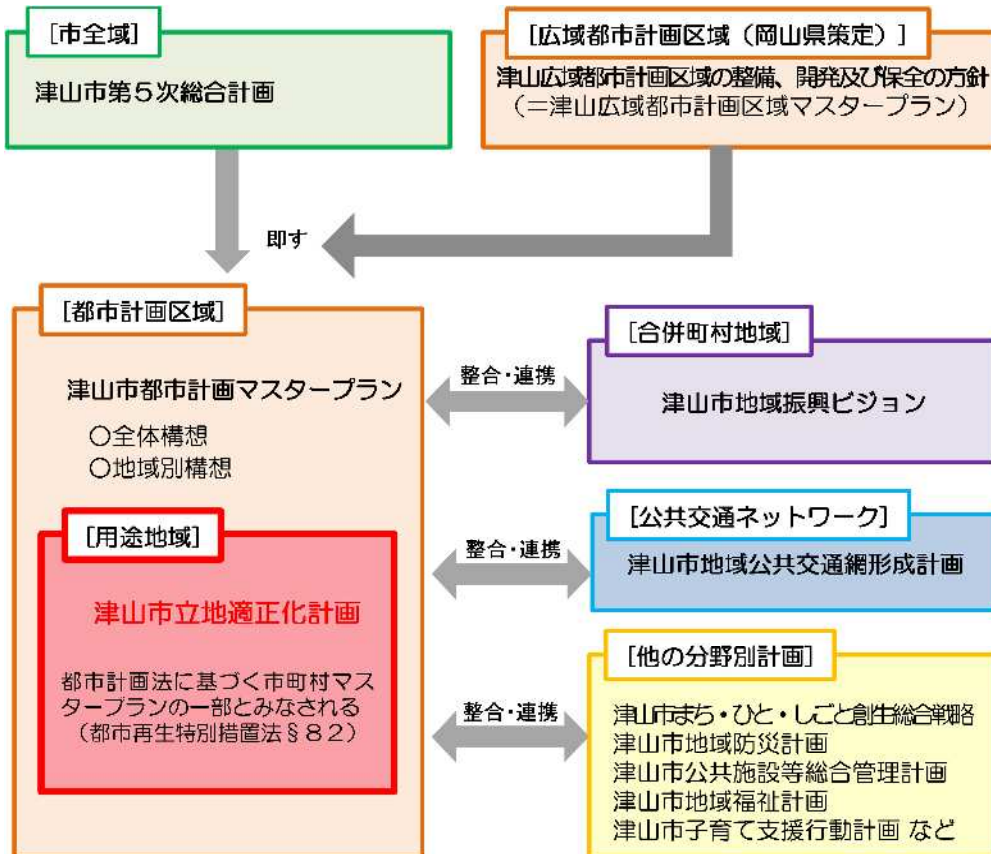 [市全域]
津山市第５次総合計画
[広域都市計画区域（岡山県策定）]
津山広域都市計画区域の整備、開発及び保全の方針
（＝津山広域都市計画区域マスタープラン）
即す
[都市計画区域]
津山市都市計画マスタープラン
○全体構想
○地域別構想
[用途地域]
津山市立地適正化計画
都市計画法に基づく市町村マス
タープランの一部とみなされる
（都市再生特別措置法§８２）
整合・連携
[合併町村地域]
津山市地域振興ビジョン
整合・連携
[公共交通ネットワーク]
津山市地域公共交通網形成計画
整合・連携
[他の分野別計画]
津山市まち・ひと・しごと創生総合戦略
津山市地域防災計画
津山市公共施設等総合管理計画
津山市地域福祉計画
津山市子育て支援行動計画 など